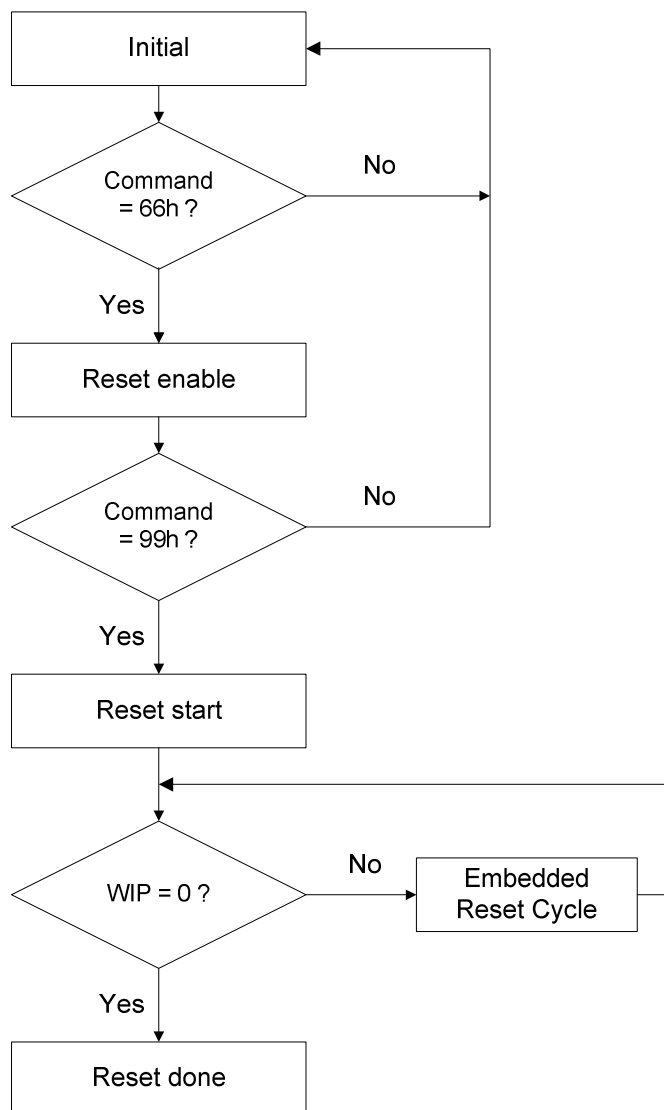 Initial
Command
= 66h ?
No
Yes
Reset enable
Command
= 99h ?
No
Yes
Reset start
WIP = 0 ?
No
Embedded
Reset Cycle
Yes
Reset done